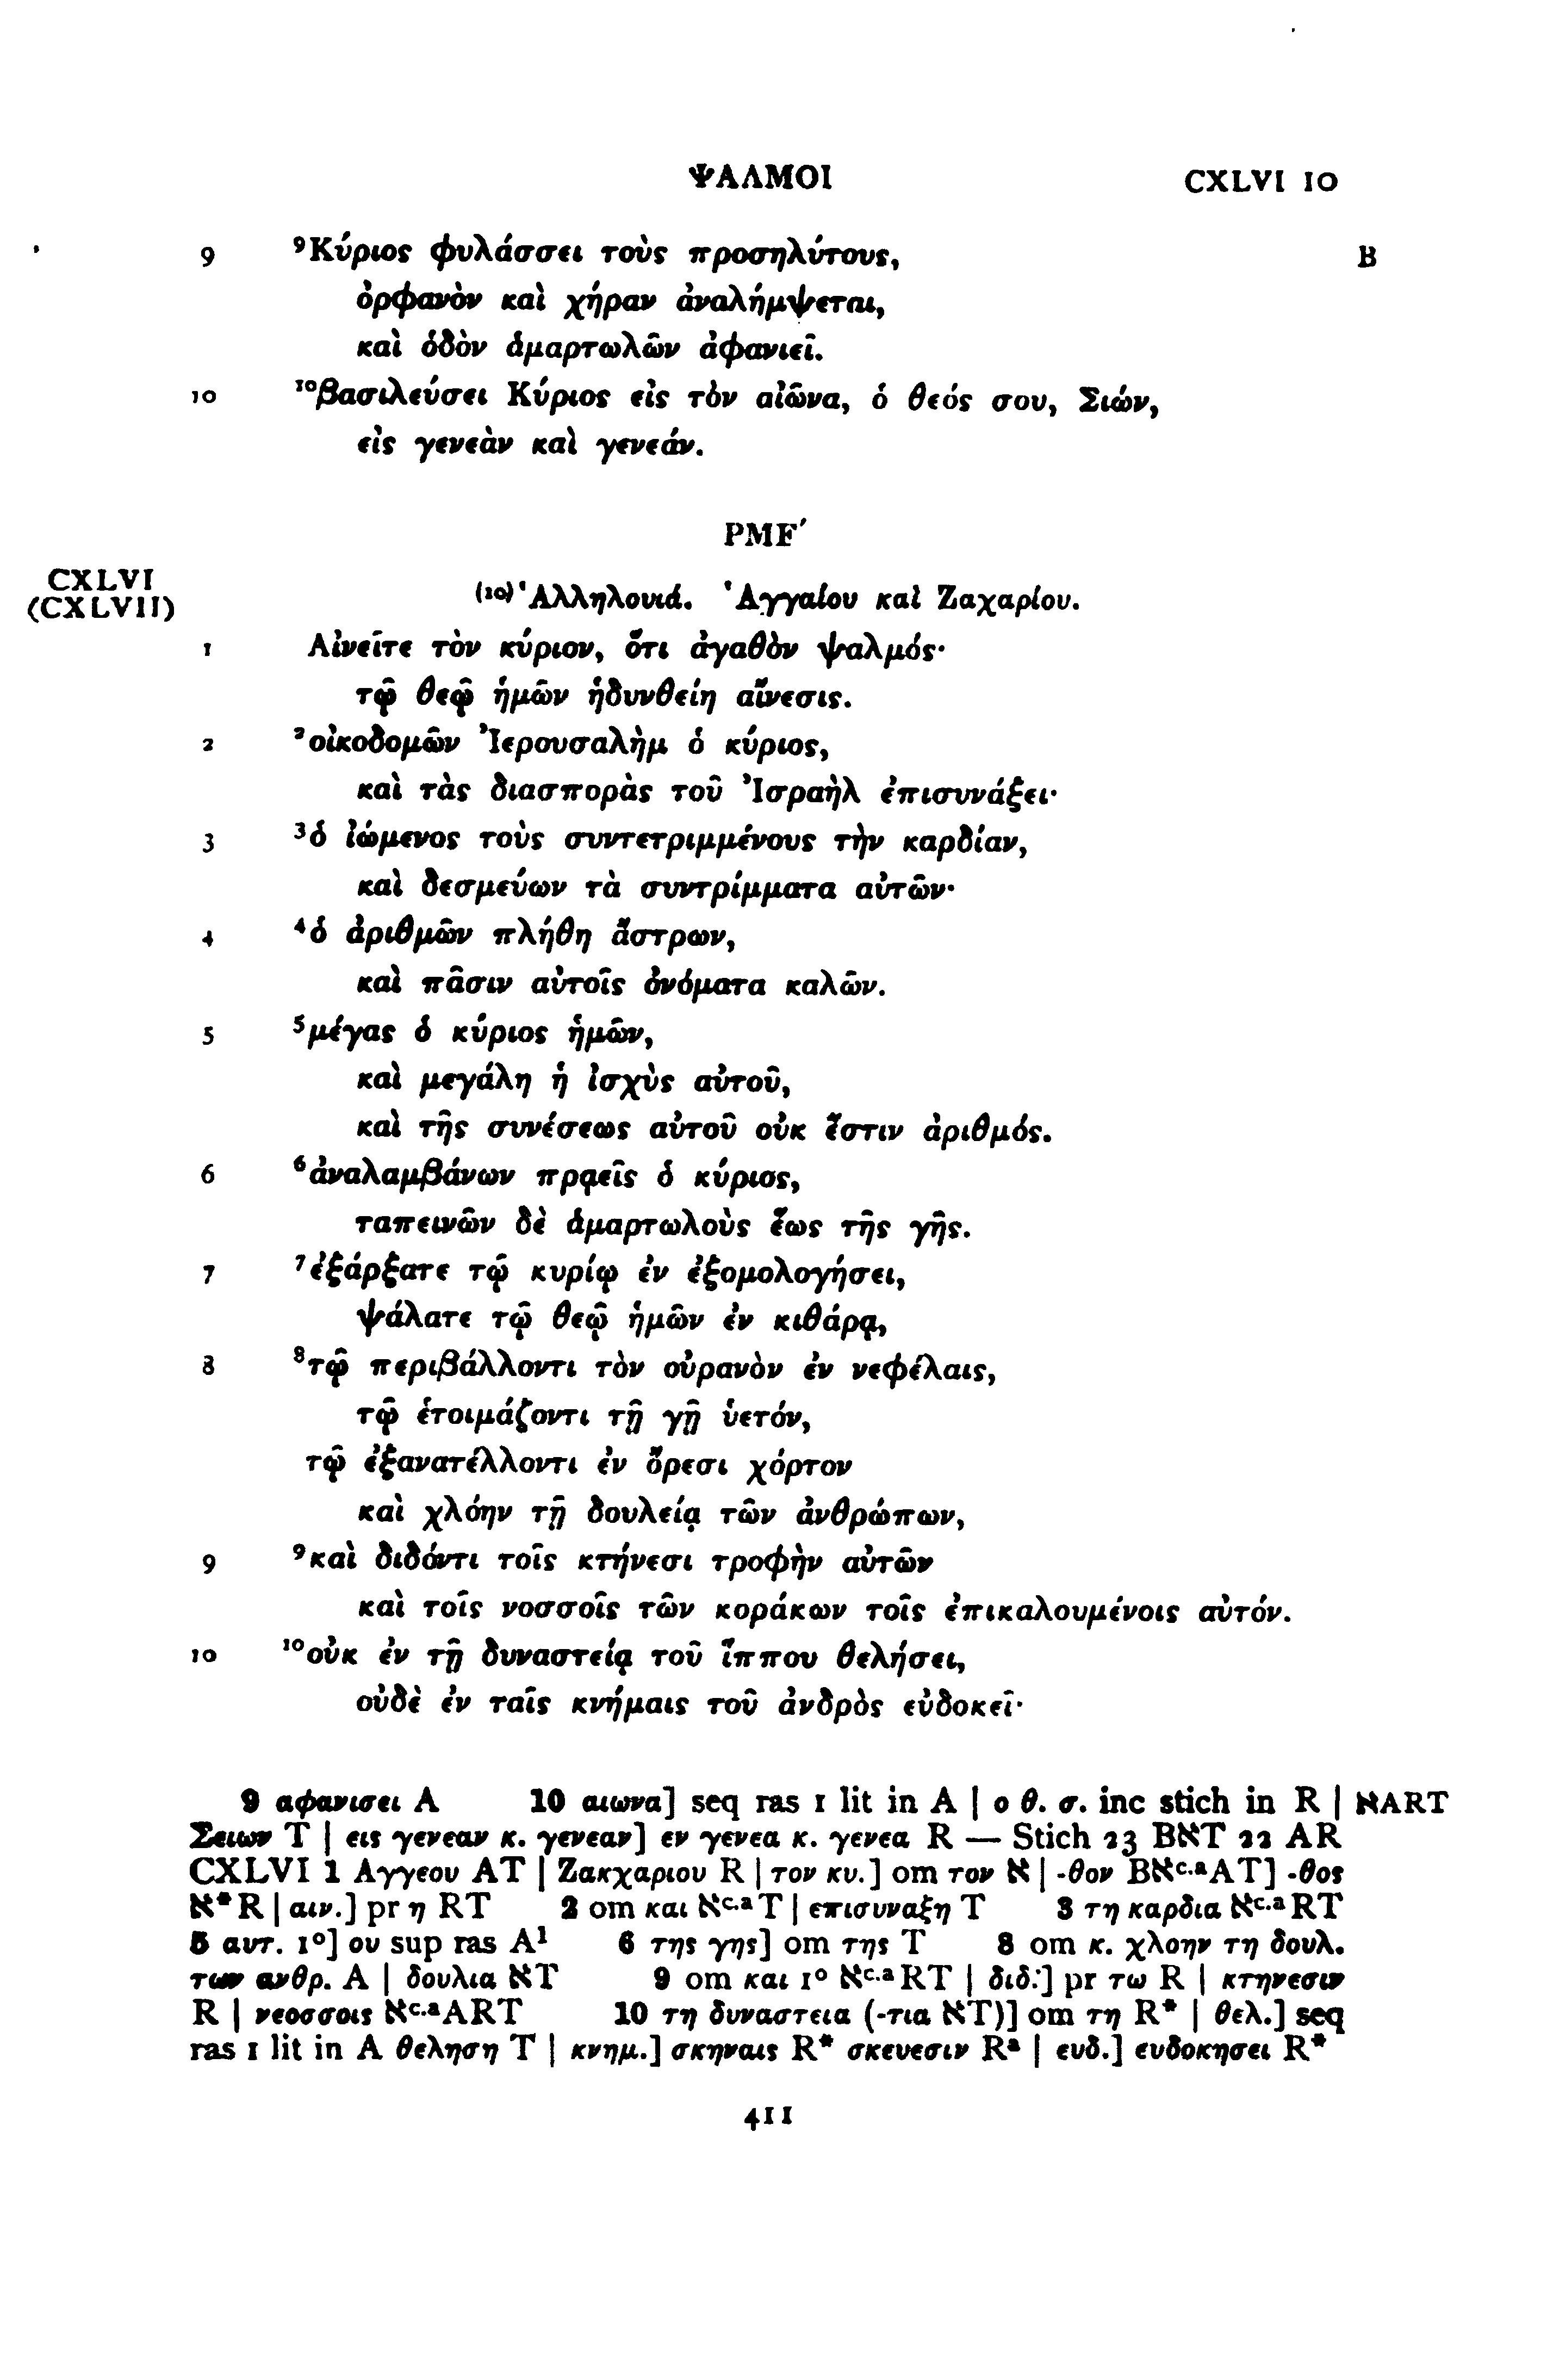 ΨΑΛΜΟΙ CXLVI 10
9 ⁹Κύριος φυλάσσει τοὺς προσηλύτους, B
ὀρφανὸν καὶ χήραν ἀναλήμψεται,
καὶ ὁδὸν ἁμαρτωλῶν ἀφανιεῖ.
10 ¹⁰βασιλεύσει Κύριος εἰς τὸν αἰῶνα, ὁ θεός σου, Σιών,
εἰς γενεὰν καὶ γενεάν.
ΡΜΕ´
CXLVI
(CXLVII) ⁽¹⁰⁾Ἁλληλουιά. Ἁγγαίου καὶ Ζαχαρίου.
1 Αἰνεῖτε τὸν κύριον, ὅτι ἀγαθὸν ψαλμός·
τῷ θεῷ ἡμῶν ἡδυνθείη αἴνεσις.
2 ²οἰκοδομῶν Ἰερουσαλὴμ ὁ κύριος,
καὶ τὰς διασπορὰς τοῦ Ἰσραὴλ ἐπισυνάξει·
3 ³ὁ ἰώμενος τοὺς συντετριμμένους τὴν καρδίαν,
καὶ δεσμεύων τὰ συντρίμματα αὐτῶν·
4 ⁴ὁ ἀριθμῶν πλήθη ἄστρων,
καὶ πᾶσιν αὐτοῖς ὀνόματα καλῶν.
5 ⁵μέγας ὁ κύριος ἡμῶν,
καὶ μεγάλη ἡ ἰσχὺς αὐτοῦ,
καὶ τῆς συνέσεως αὐτοῦ οὐκ ἔστιν ἀριθμός.
6 ⁶ἀναλαμβάνων πρᾳεῖς ὁ κύριος,
ταπεινῶν δὲ ἁμαρτωλοὺς ἕως τῆς γῆς.
7 ⁷ἐξάρξατε τῷ κυρίῳ ἐν ἐξομολογήσει,
ψάλατε τῷ θεῷ ἡμῶν ἐν κιθάρᾳ,
8 ⁸τῷ περιβάλλοντι τὸν οὐρανὸν ἐν νεφέλαις,
τῷ ἑτοιμάζοντι τῇ γῇ ὑετόν,
τῷ ἐξανατέλλοντι ἐν ὄρεσι χόρτον
καὶ χλόην τῇ δουλείᾳ τῶν ἀνθρώπων,
9 ⁹καὶ διδόντι τοῖς κτήνεσι τροφὴν αὐτῶν
καὶ τοῖς νοσσοῖς τῶν κοράκων τοῖς ἐπικαλουμένοις αὐτόν.
10 ¹⁰οὐκ ἐν τῇ δυναστείᾳ τοῦ ἵππου θελήσει,
οὐδὲ ἐν ταῖς κνήμαις τοῦ ἀνδρὸς εὐδοκεῖ·
9 αφανισει A 10 αιωνα] seq ras 1 lit in A | ο θ. σ. inc stich in R | אART
Σειων T | εις γενεαν κ. γενεαν] εν γενεα κ. γενεα R — Stich 23 BאT 22 AR
CXLVI 1 Αγγεου AT | Ζακχαριου R | τον κυ.] om τον א | -θον Bא^c.a AT] -θος
א*R | αιν.] pr η RT 2 om και א^c.a T | επισυναξη T 3 τη καρδια א^c.a RT
5 αυτ. 1°] ου sup ras A¹ 6 της γης] om της T 8 om κ. χλοην τη δουλ.
των ανθρ. A | δουλια אT 9 om και 1° א^c.a RT | διδ.] pr τω R | κτηνεσιν
R | νεοσσοις א^c.a ART 10 τη δυναστεια (-τια אT)] om τη R* | θελ.] seq
ras 1 lit in A θεληση T | κνημ.] σκηναις R* σκευεσιν Rᵃ | ευδ.] ευδοκησει R*
411